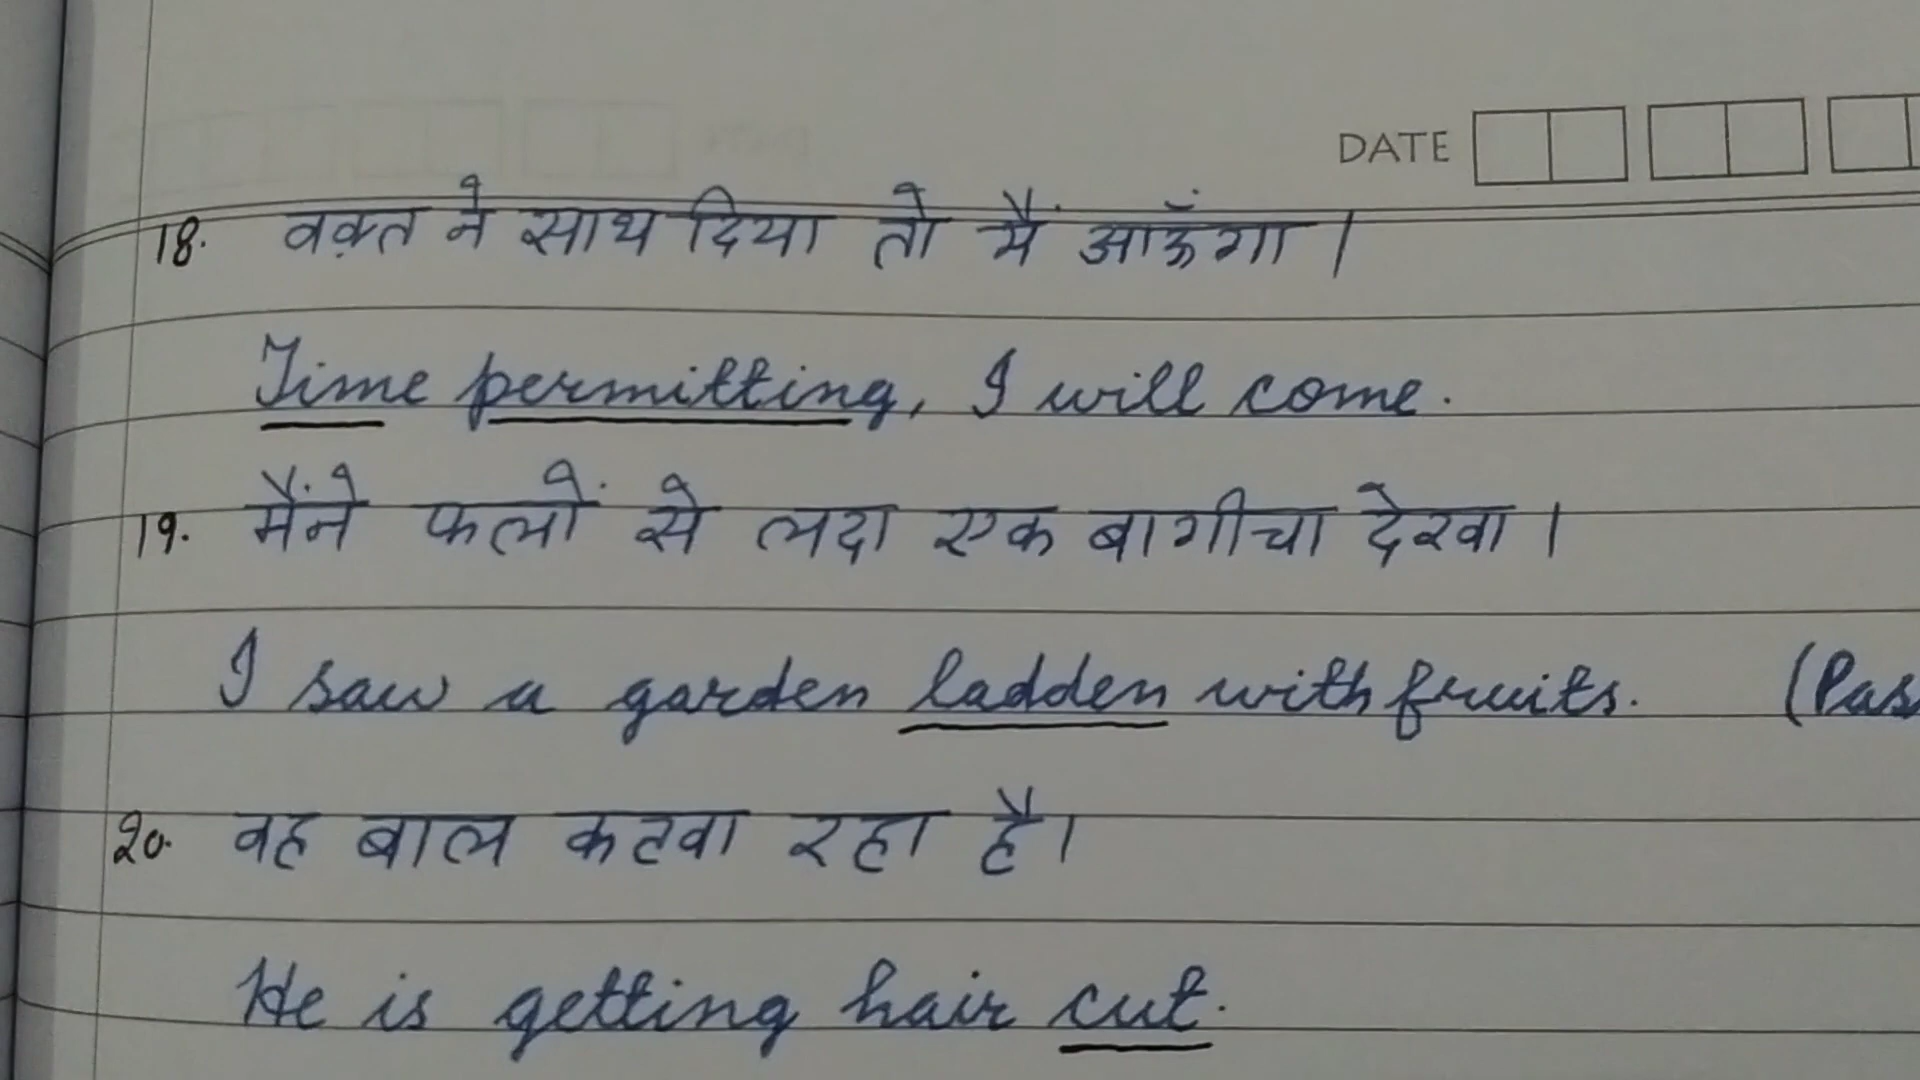 DATE
18. वक़्त ने साथ दिया तो मैं आऊँगा |
Time permitting, I will come.
19. मैंने फलों से लदा एक बागीचा देखा |
I saw a garden ladden with fruits. (Pas
20. वह बाल कटवा रहा है |
He is getting hair cut.